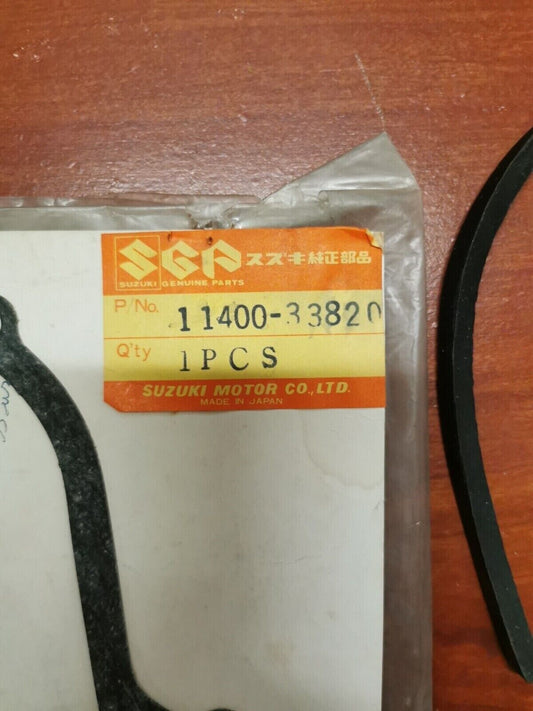 SGP スズキ純正部品
SUZUKI GENUINE PARTS
P/No. 11400-33820
Q'ty 1PCS
SUZUKI MOTOR CO.,LTD.
MADE IN JAPAN